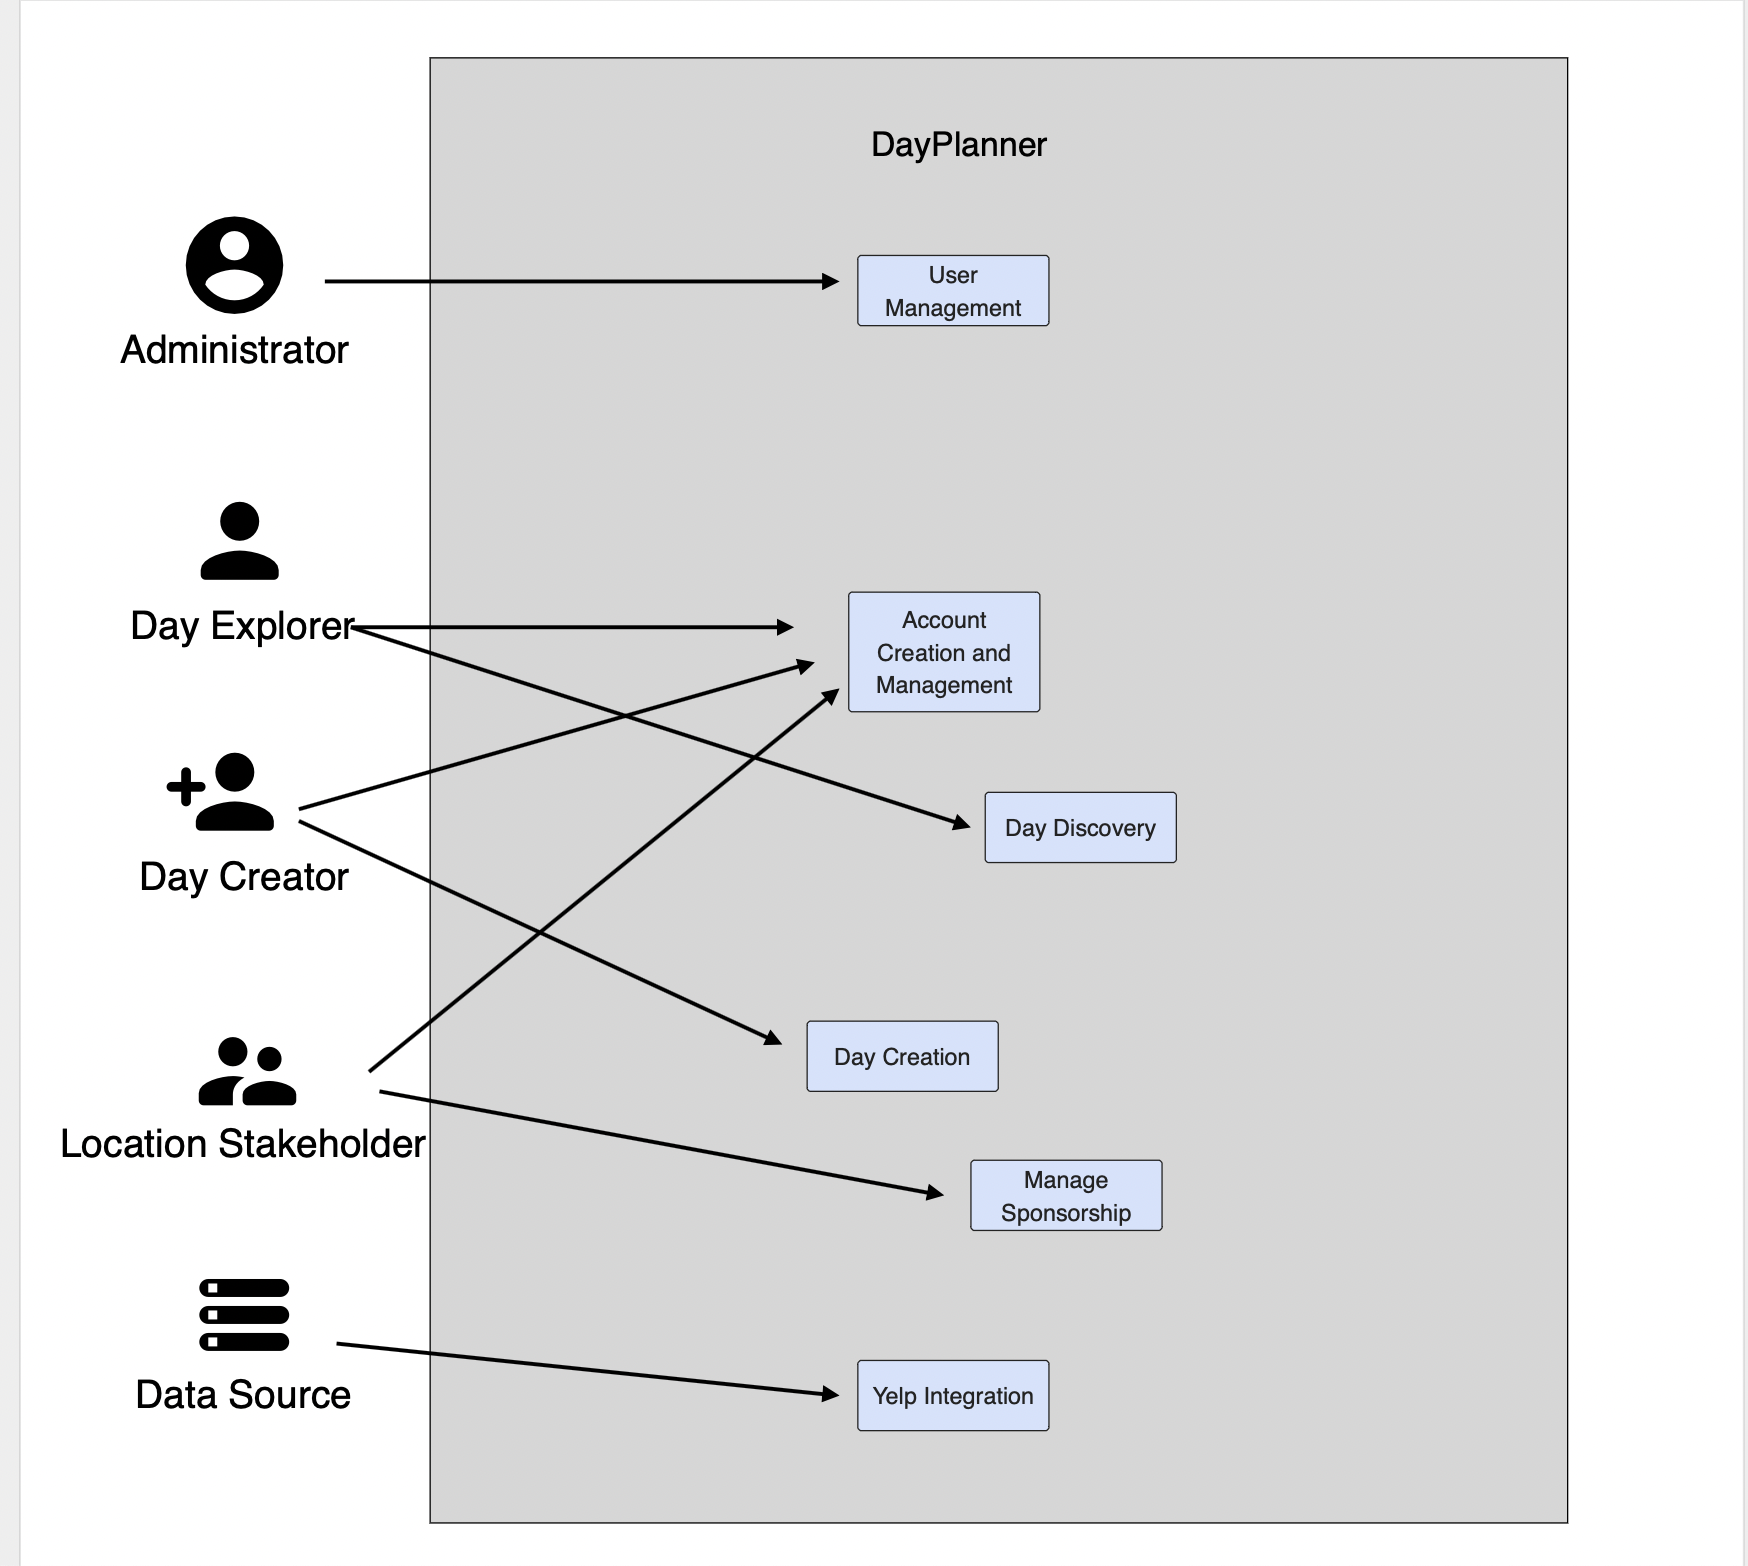 DayPlanner
Administrator
User
Management
Day Explorer
Account
Creation and
Management
Day Creator
Day Discovery
Location Stakeholder
Day Creation
Manage
Sponsorship
Data Source
Yelp Integration